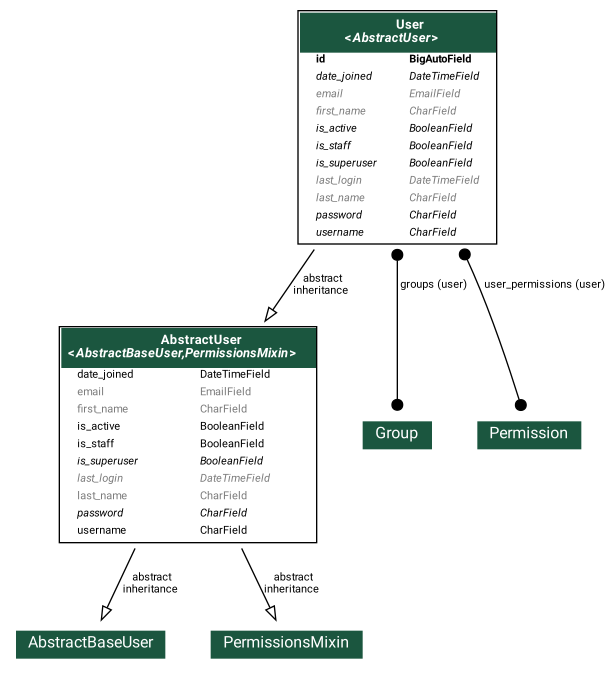 User
<AbstractUser>
id BigAutoField
date_joined DateTimeField
email EmailField
first_name CharField
is_active BooleanField
is_staff BooleanField
is_superuser BooleanField
last_login DateTimeField
last_name CharField
password CharField
username CharField
abstract
inheritance
groups (user)
user_permissions (user)
AbstractUser
<AbstractBaseUser,PermissionsMixin>
date_joined DateTimeField
email EmailField
first_name CharField
is_active BooleanField
is_staff BooleanField
is_superuser BooleanField
last_login DateTimeField
last_name CharField
password CharField
username CharField
Group
Permission
abstract
inheritance
abstract
inheritance
AbstractBaseUser
PermissionsMixin